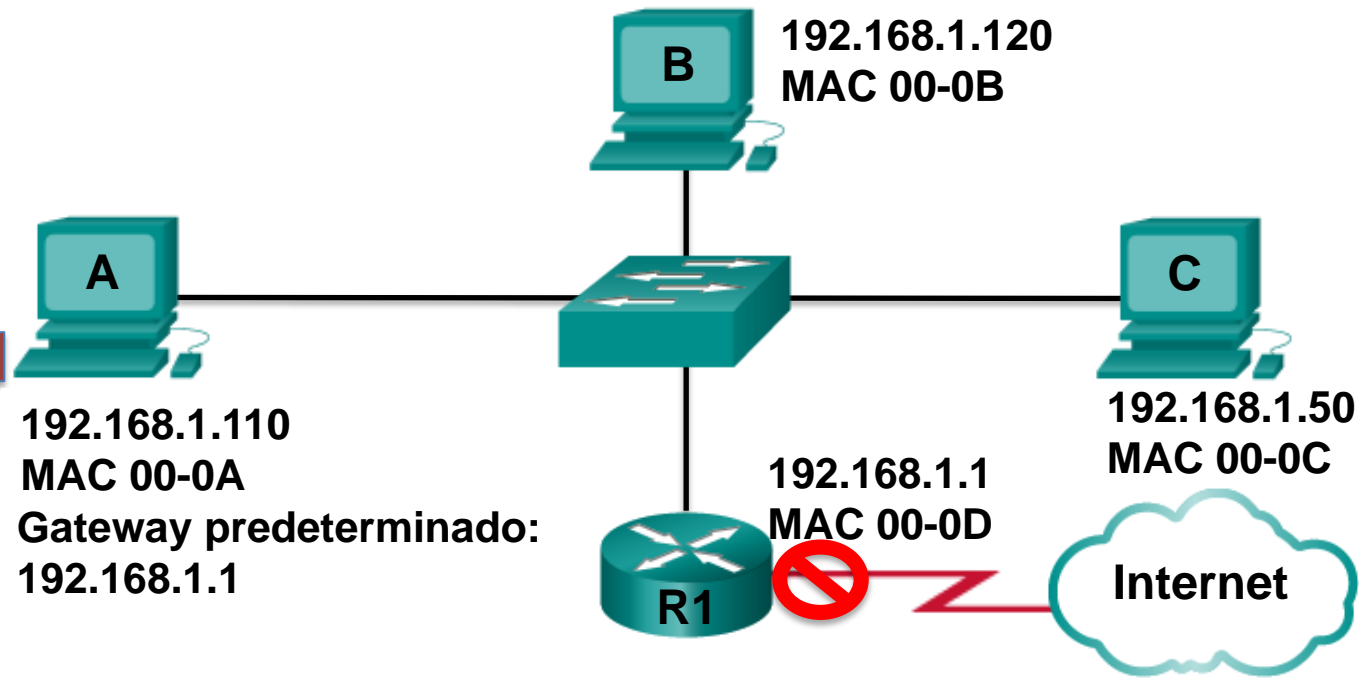 B
192.168.1.120
MAC 00-0B
A
C
192.168.1.110
MAC 00-0A
Gateway predeterminado:
192.168.1.1
192.168.1.50
MAC 00-0C
192.168.1.1
MAC 00-0D
R1
Internet